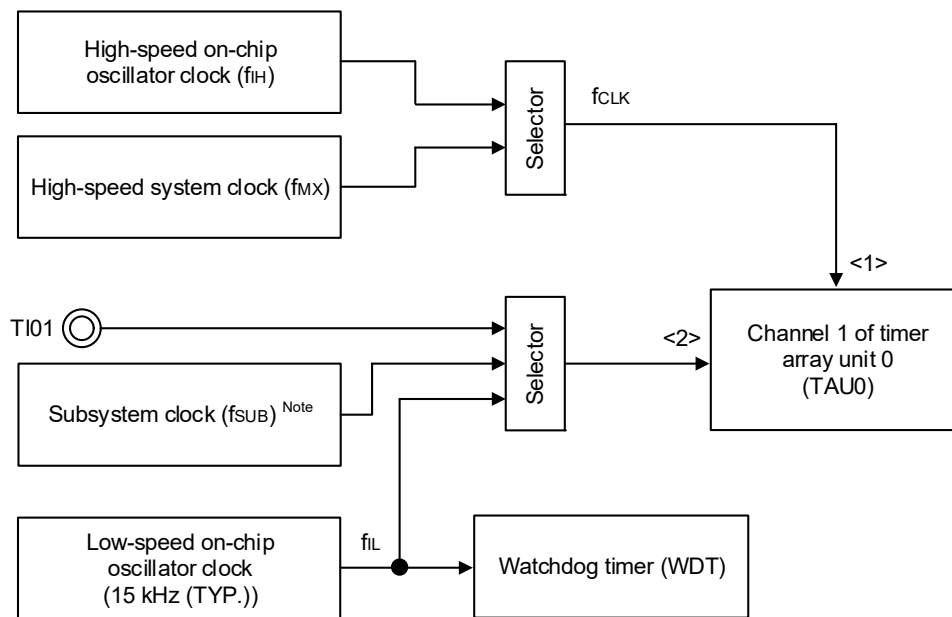 High-speed on-chip
oscillator clock (fIH)
Selector
fCLK
High-speed system clock (fMX)
<1>
TI01
Selector
<2>
Channel 1 of timer
array unit 0
(TAU0)
Subsystem clock (fSUB) Note
Low-speed on-chip
oscillator clock
(15 kHz (TYP.))
fIL
Watchdog timer (WDT)